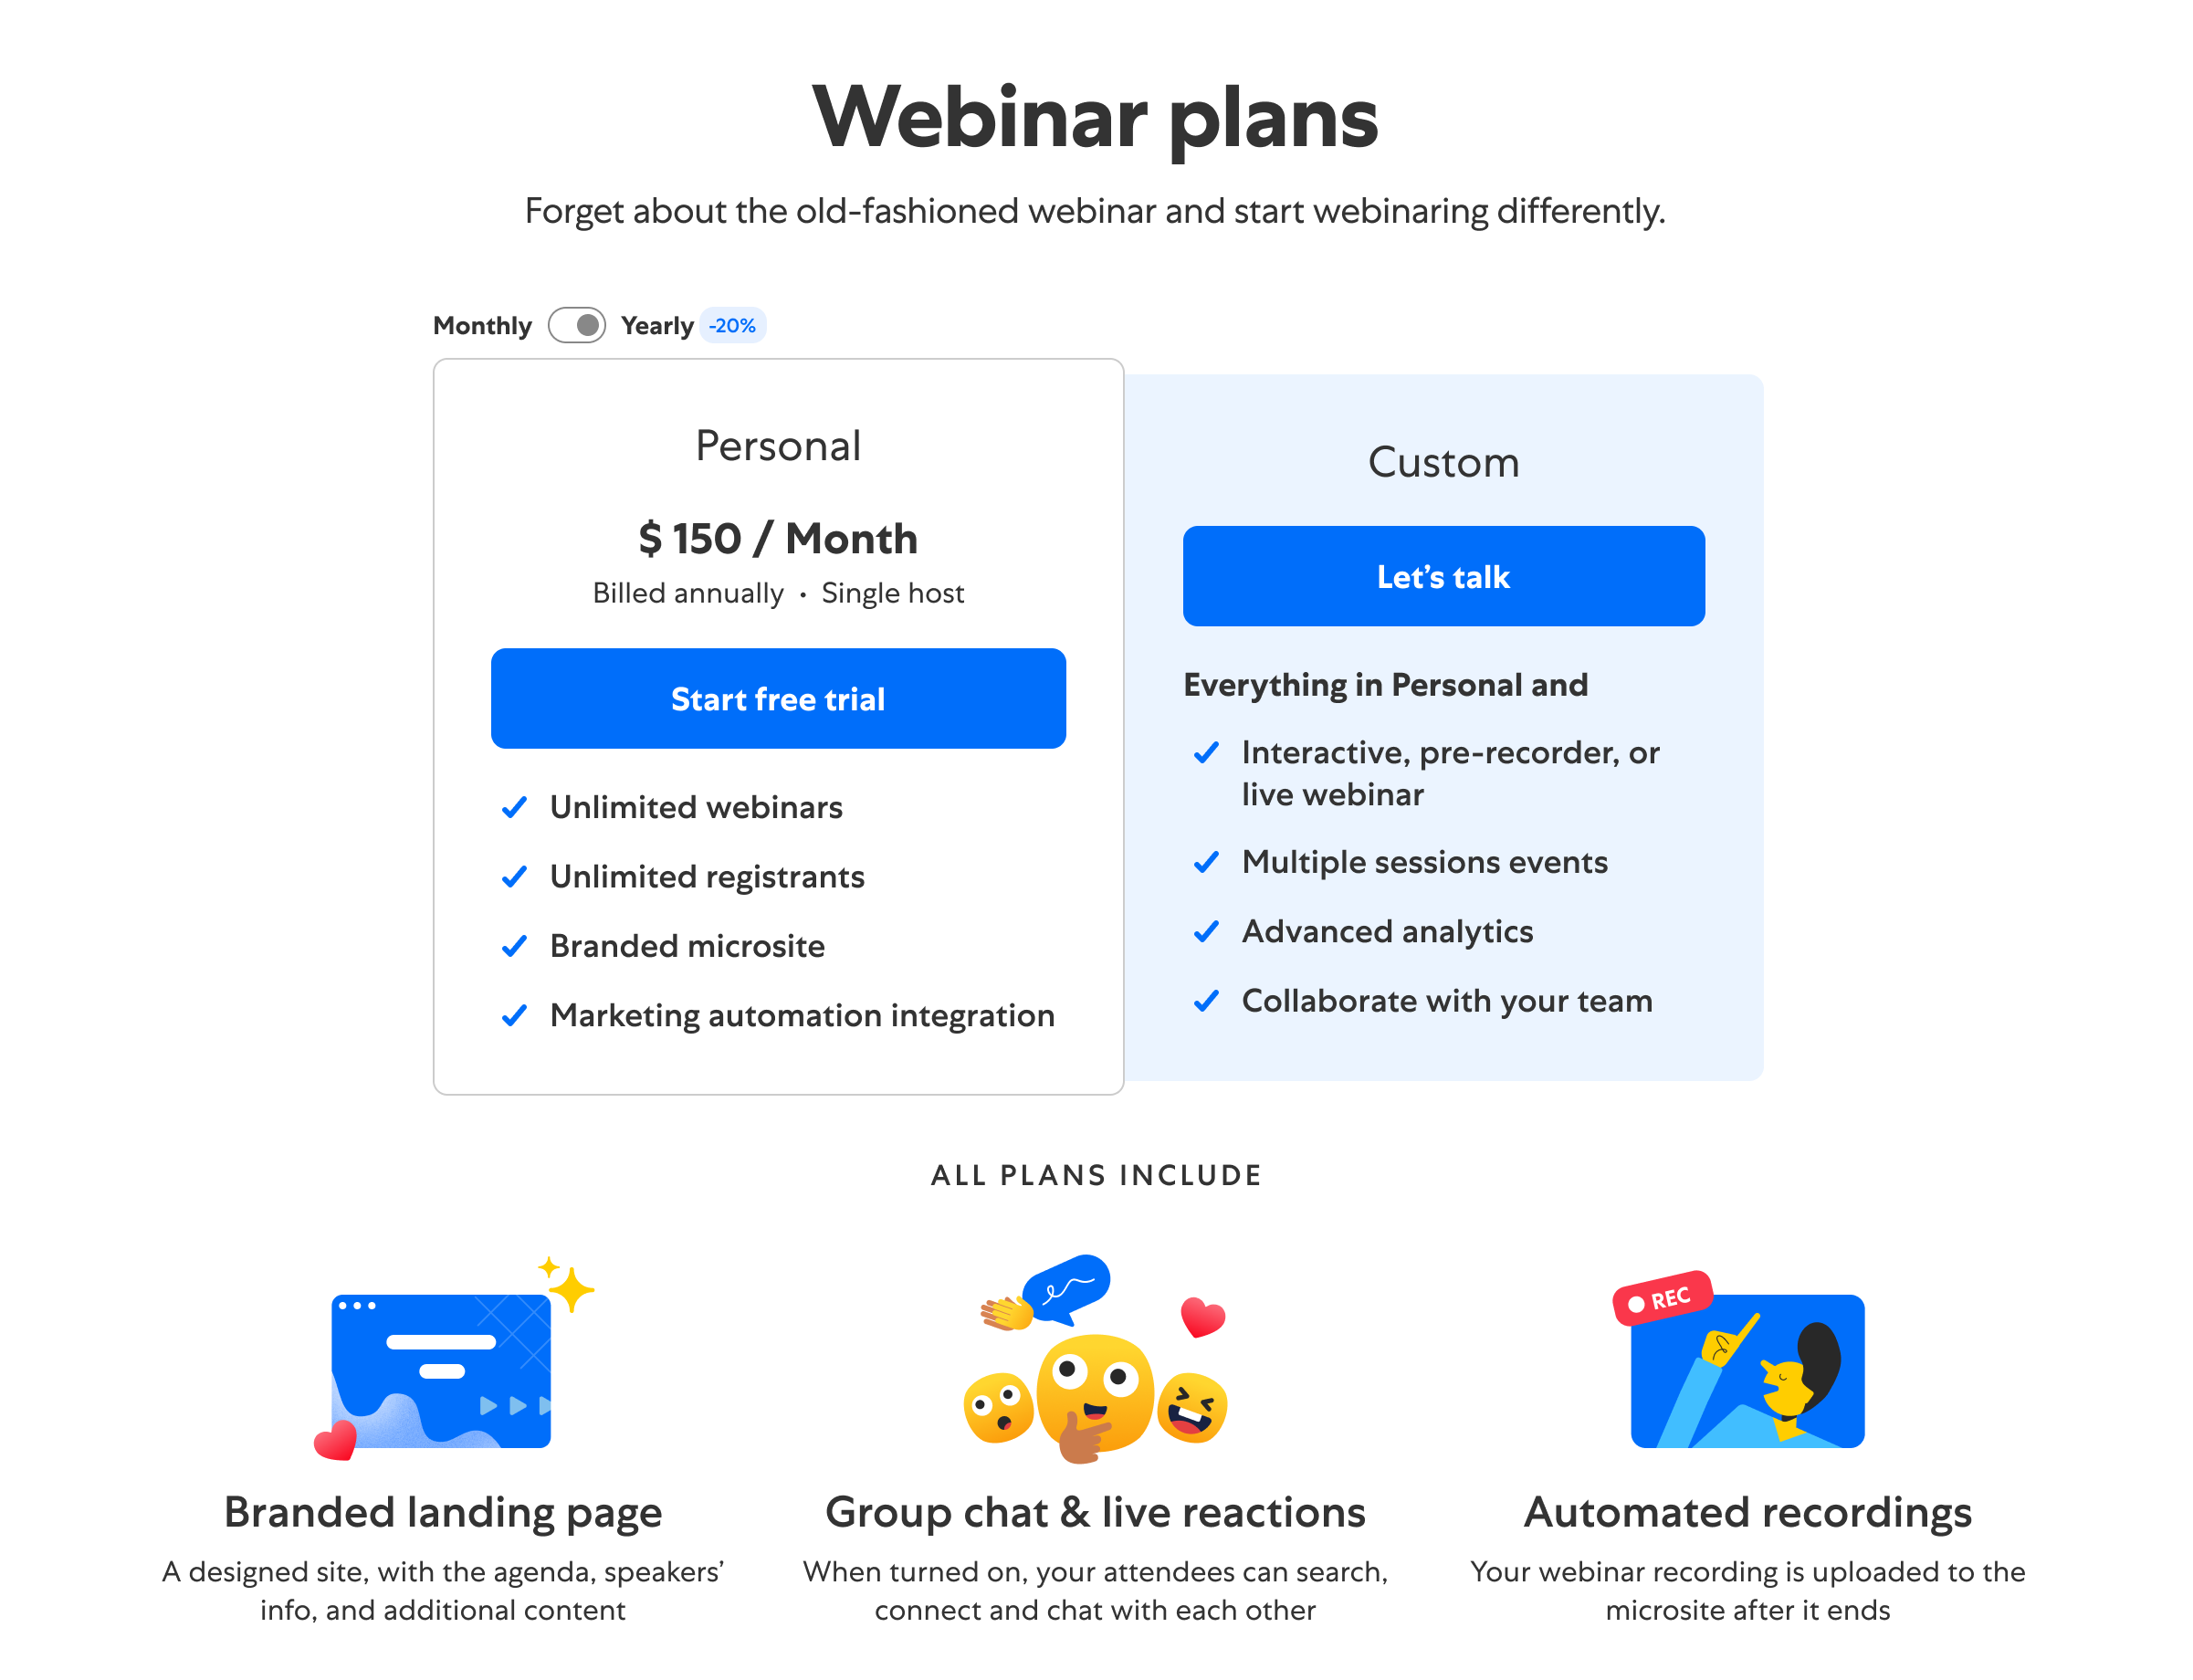 Webinar plans
Forget about the old-fashioned webinar and start webinaring differently.
Monthly Yearly -20%
Personal
$ 150 / Month
Billed annually • Single host
Start free trial
Unlimited webinars
Unlimited registrants
Branded microsite
Marketing automation integration
Custom
Let's talk
Everything in Personal and
Interactive, pre-recorder, or
live webinar
Multiple sessions events
Advanced analytics
Collaborate with your team
ALL PLANS INCLUDE
Branded landing page
A designed site, with the agenda, speakers'
info, and additional content
Group chat & live reactions
When turned on, your attendees can search,
connect and chat with each other
REC
Automated recordings
Your webinar recording is uploaded to the
microsite after it ends